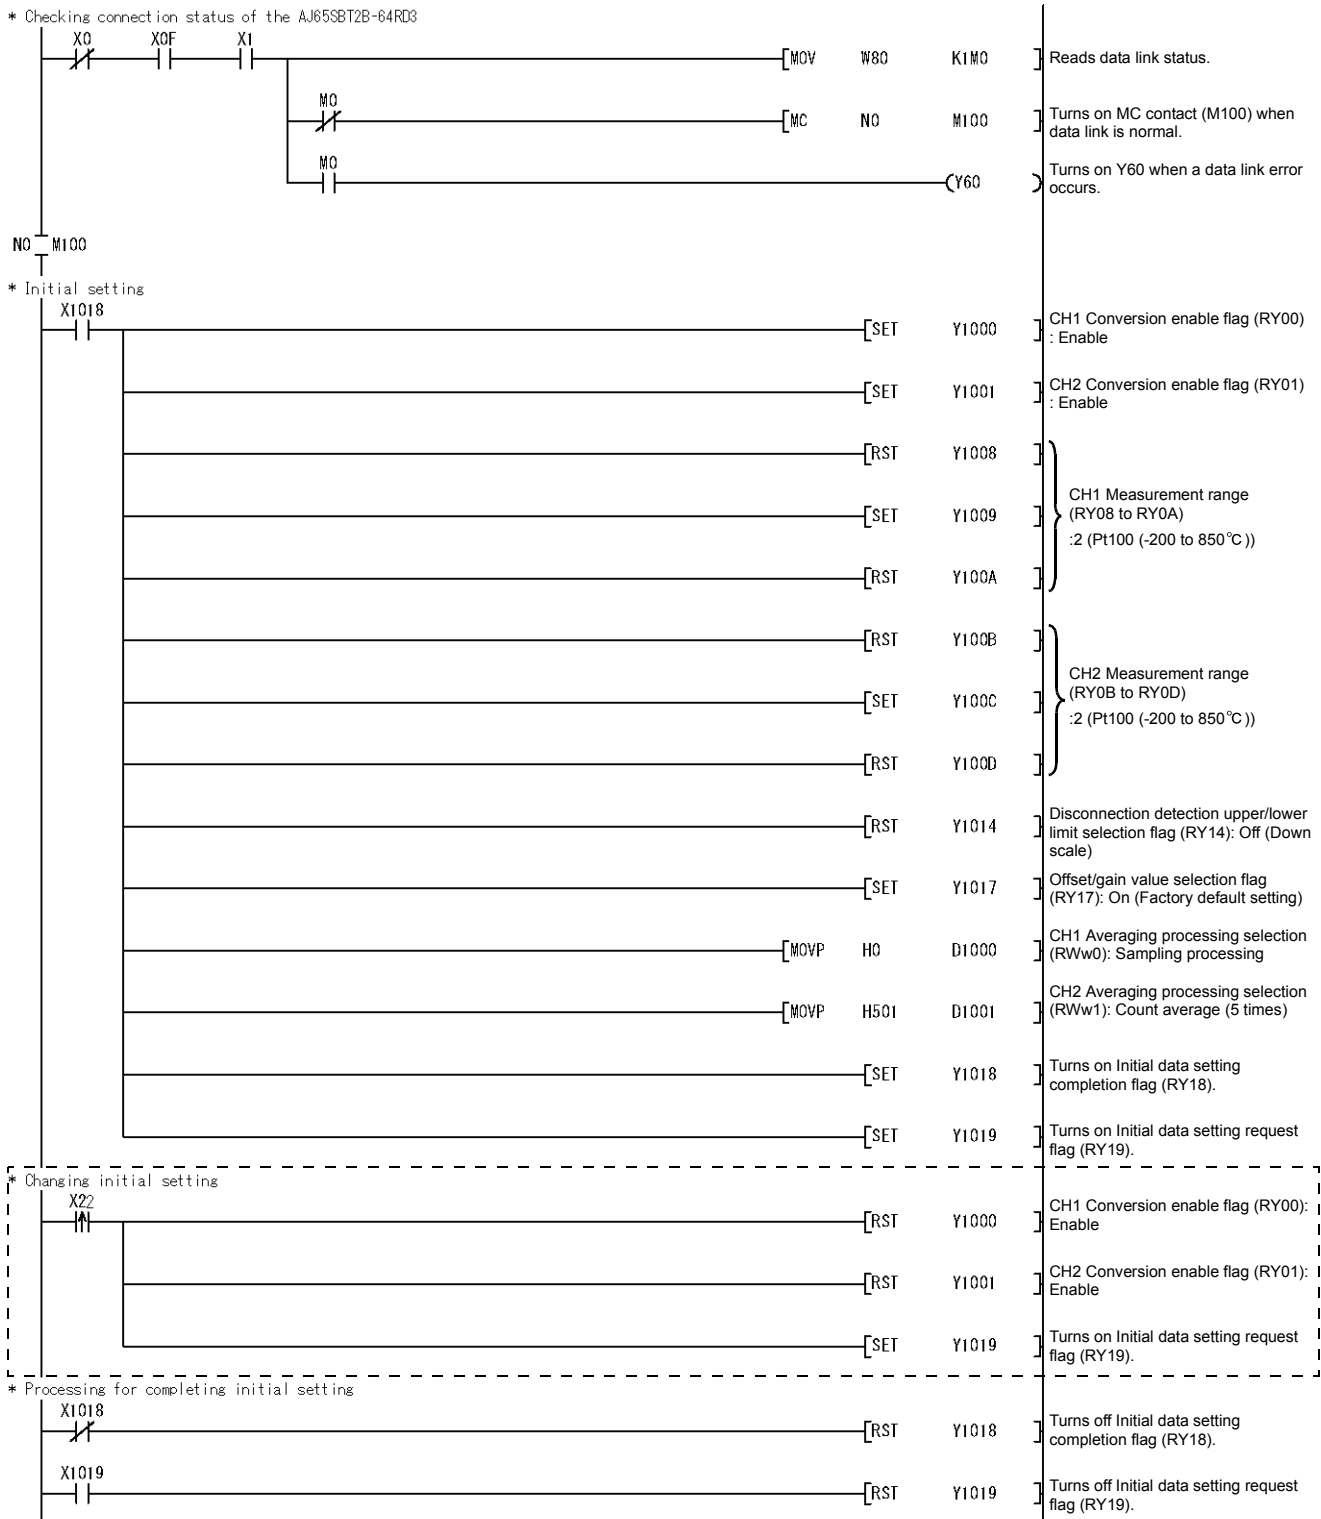 * Checking connection status of the AJ65SBT2B-64RD3
X0 X0F X1
[MOV W80 K1M0 ] Reads data link status.
M0
[MC N0 M100 ] Turns on MC contact (M100) when
data link is normal.
M0
(Y60 ) Turns on Y60 when a data link error
occurs.
N0 M100
* Initial setting
X1018
[SET Y1000 ] CH1 Conversion enable flag (RY00)
: Enable
[SET Y1001 ] CH2 Conversion enable flag (RY01)
: Enable
[RST Y1008 ]
CH1 Measurement range
[SET Y1009 ] (RY08 to RY0A)
:2 (Pt100 (-200 to 850℃))
[RST Y100A ]
[RST Y100B ]
CH2 Measurement range
[SET Y100C ] (RY0B to RY0D)
:2 (Pt100 (-200 to 850℃))
[RST Y100D ]
[RST Y1014 ] Disconnection detection upper/lower
limit selection flag (RY14): Off (Down
scale)
[SET Y1017 ] Offset/gain value selection flag
(RY17): On (Factory default setting)
[MOVP H0 D1000 ] CH1 Averaging processing selection
(RWw0): Sampling processing
[MOVP H501 D1001 ] CH2 Averaging processing selection
(RWw1): Count average (5 times)
[SET Y1018 ] Turns on Initial data setting
completion flag (RY18).
[SET Y1019 ] Turns on Initial data setting request
flag (RY19).
* Changing initial setting
X22
[RST Y1000 ] CH1 Conversion enable flag (RY00):
Enable
[RST Y1001 ] CH2 Conversion enable flag (RY01):
Enable
[SET Y1019 ] Turns on Initial data setting request
flag (RY19).
* Processing for completing initial setting
X1018
[RST Y1018 ] Turns off Initial data setting
completion flag (RY18).
X1019
[RST Y1019 ] Turns off Initial data setting request
flag (RY19).